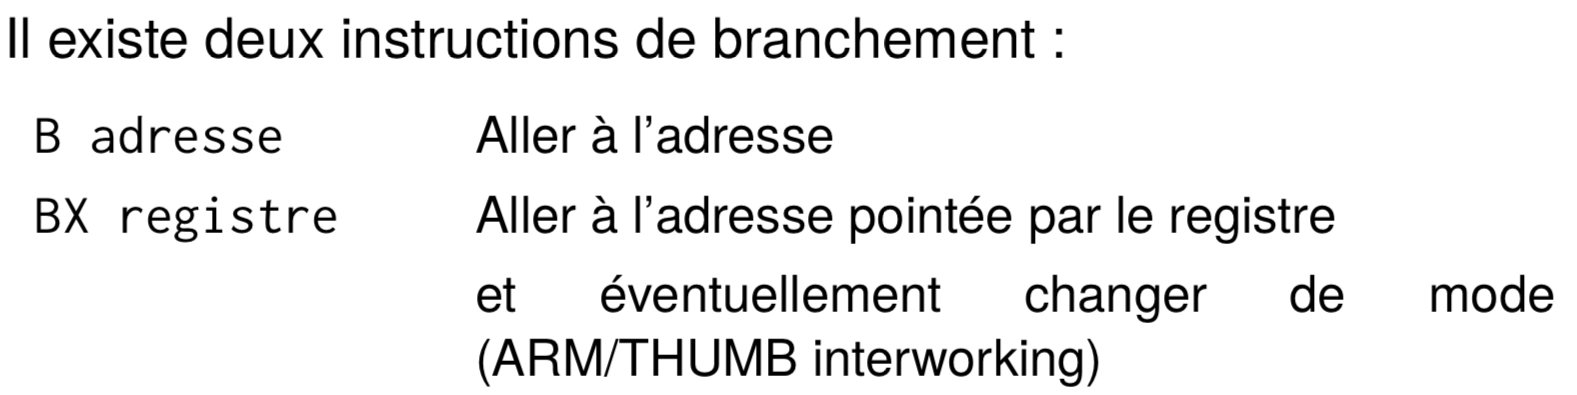 Il existe deux instructions de branchement :
B adresse Aller à l'adresse
BX registre Aller à l'adresse pointée par le registre
et éventuellement changer de mode
(ARM/THUMB interworking)